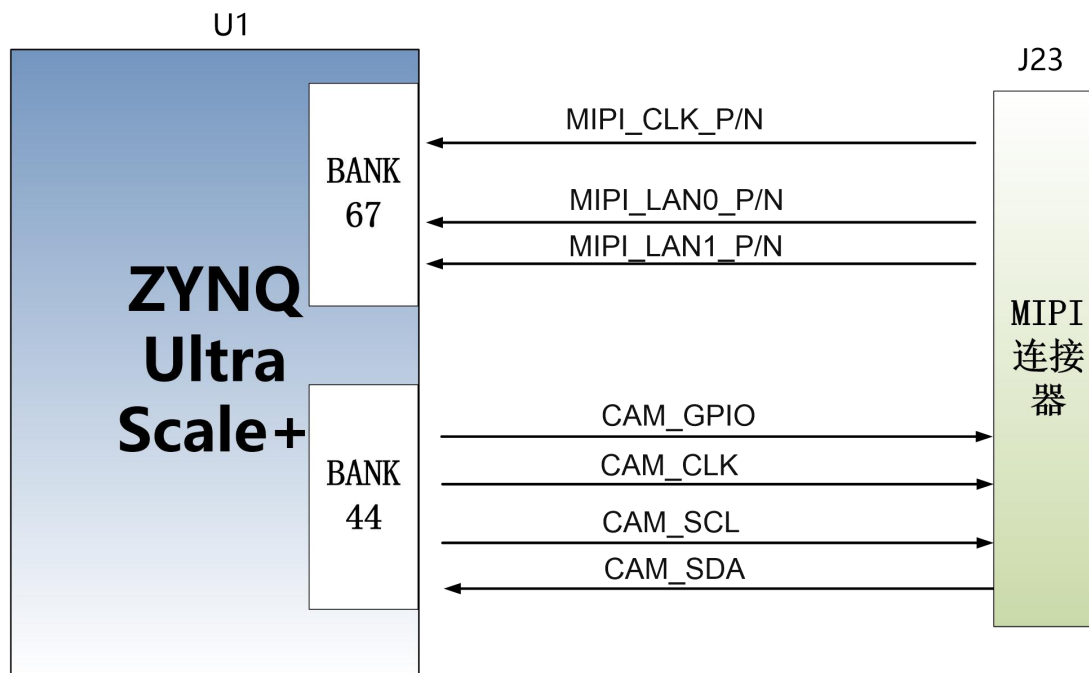 U1
J23
MIPI_CLK_P/N
BANK
67
MIPI_LAN0_P/N
MIPI_LAN1_P/N
ZYNQ
Ultra
Scale+
MIPI
连接
器
BANK
44
CAM_GPIO
CAM_CLK
CAM_SCL
CAM_SDA